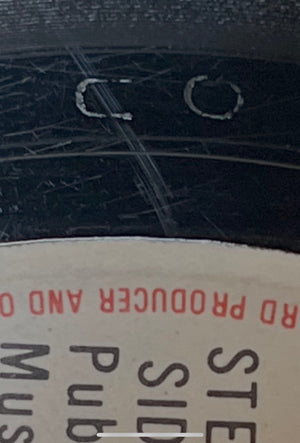 RD PRODUCER AND O
STE
SID
Pub
Mus